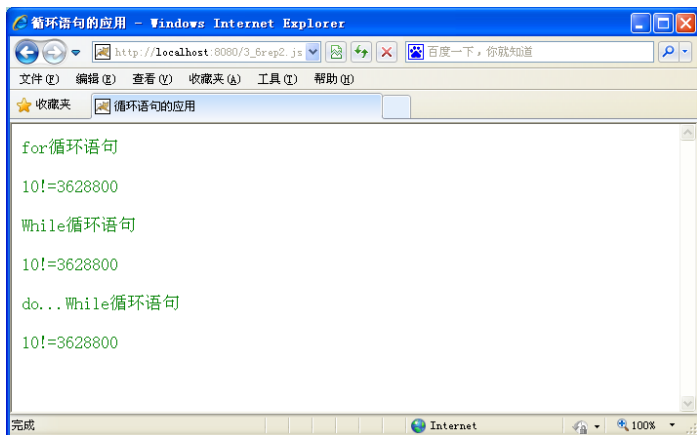 循环语句的应用 - Windows Internet Explorer
http://localhost:8080/3_6rep2.js 百度一下，你就知道
文件(F) 编辑(E) 查看(V) 收藏夹(A) 工具(T) 帮助(H)
收藏夹 循环语句的应用
for循环语句
10!=3628800
While循环语句
10!=3628800
do...While循环语句
10!=3628800
完成 Internet 100%